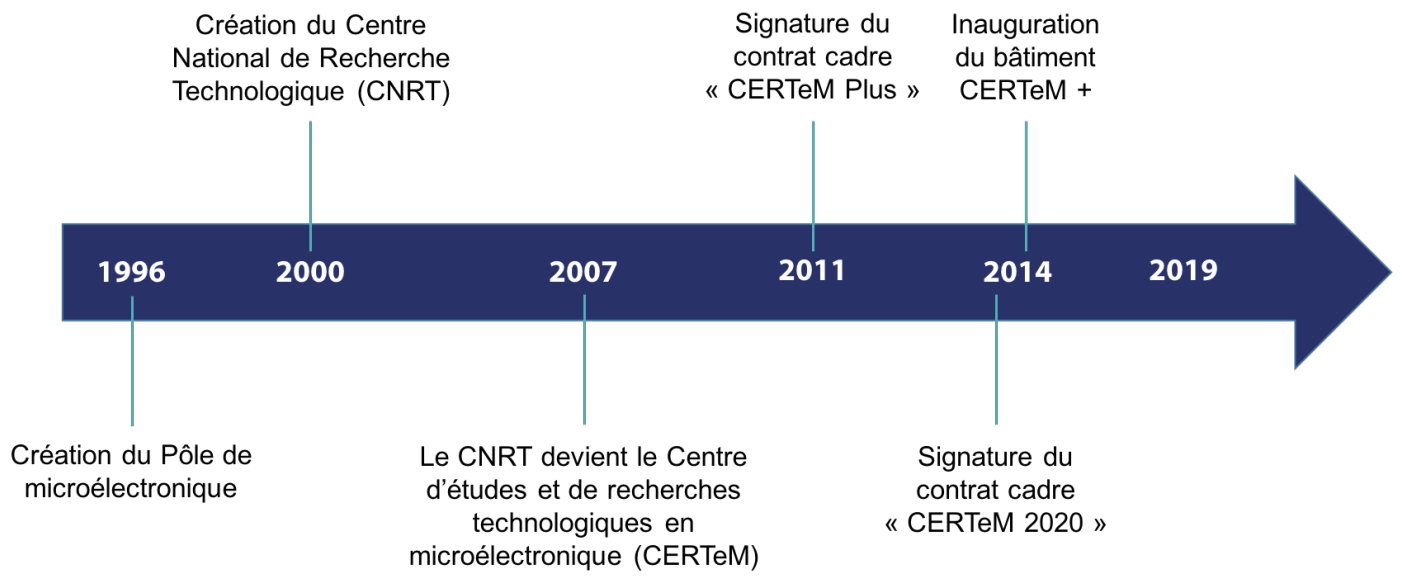 Création du Centre
National de Recherche
Technologique (CNRT)
Signature du
contrat cadre
« CERTeM Plus »
Inauguration
du bâtiment
CERTeM +
1996
2000
2007
2011
2014
2019
Création du Pôle de
microélectronique
Le CNRT devient le Centre
d’études et de recherches
technologiques en
microélectronique (CERTeM)
Signature du
contrat cadre
« CERTeM 2020 »